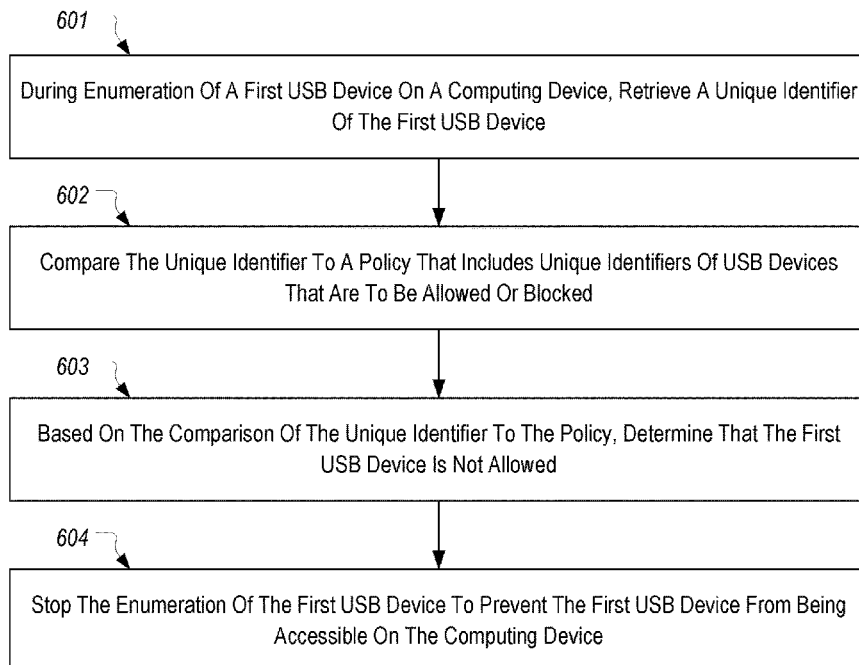 601
During Enumeration Of A First USB Device On A Computing Device, Retrieve A Unique Identifier
Of The First USB Device
602
Compare The Unique Identifier To A Policy That Includes Unique Identifiers Of USB Devices
That Are To Be Allowed Or Blocked
603
Based On The Comparison Of The Unique Identifier To The Policy, Determine That The First
USB Device Is Not Allowed
604
Stop The Enumeration Of The First USB Device To Prevent The First USB Device From Being
Accessible On The Computing Device